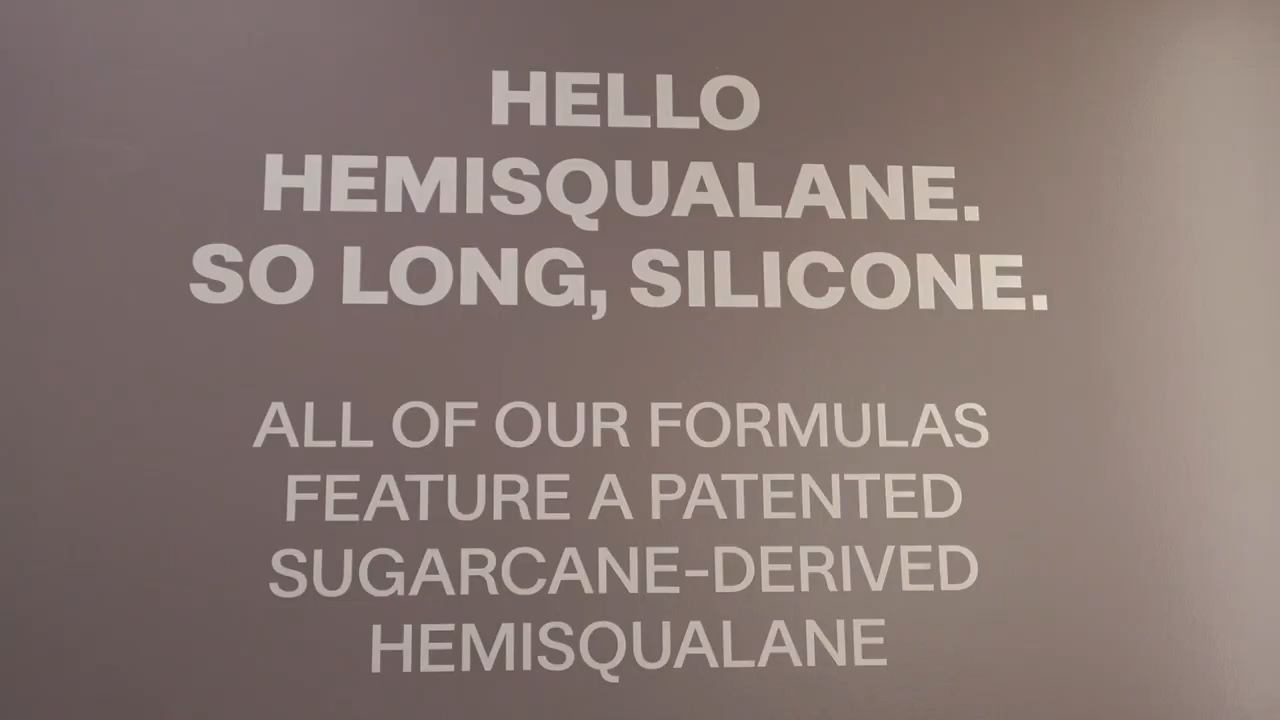 HELLO
HEMISQUALANE.
SO LONG, SILICONE.
ALL OF OUR FORMULAS
FEATURE A PATENTED
SUGARCANE-DERIVED
HEMISQUALANE